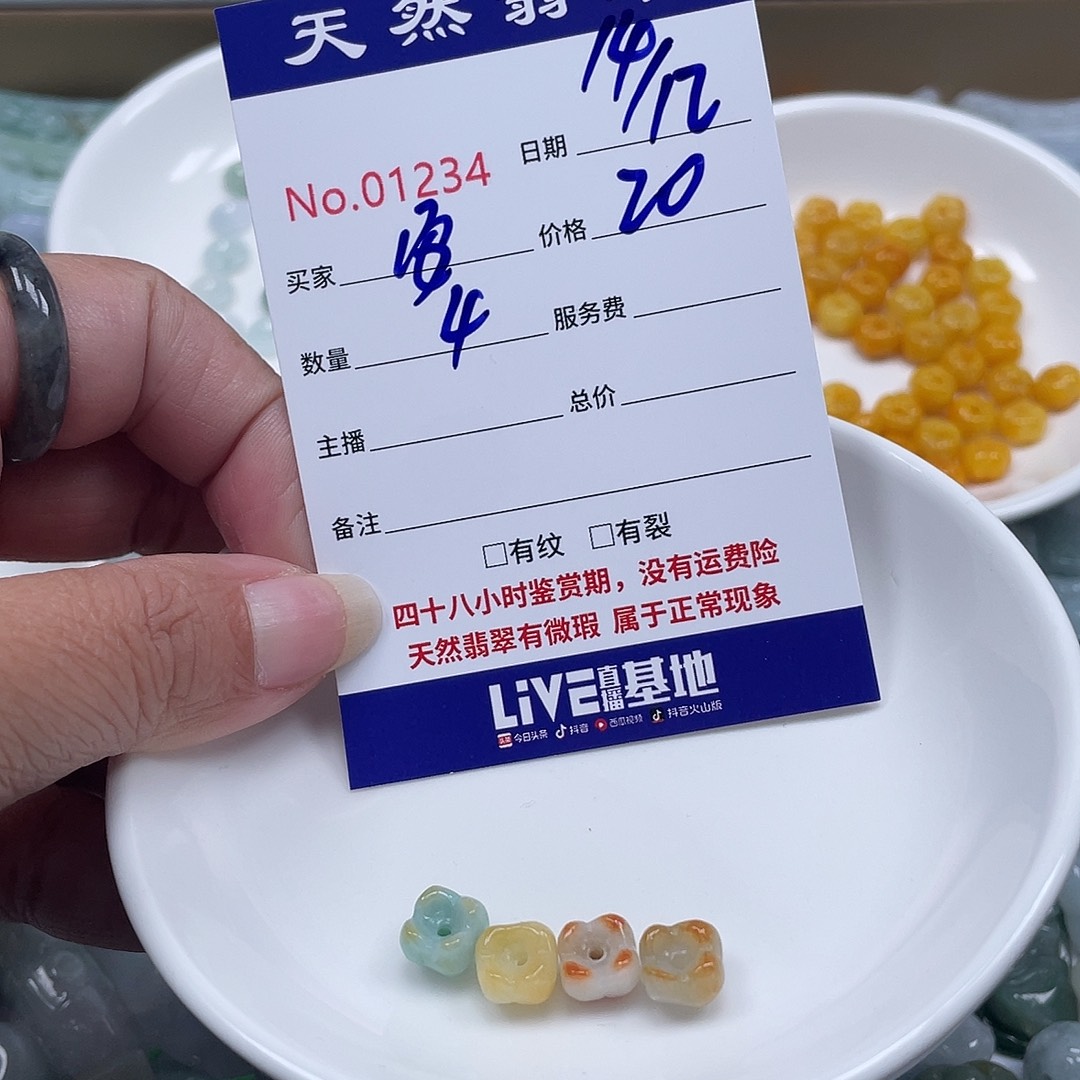 天然翡
14/12
No.01234 日期
买家 价格 20
数量 4 服务费
主播 总价
备注
□有纹 □有裂
四十八小时鉴赏期，没有运费险
天然翡翠有微瑕 属于正常现象
LiVE直播基地
头条 今日头条 抖音 西瓜视频 抖音火山版